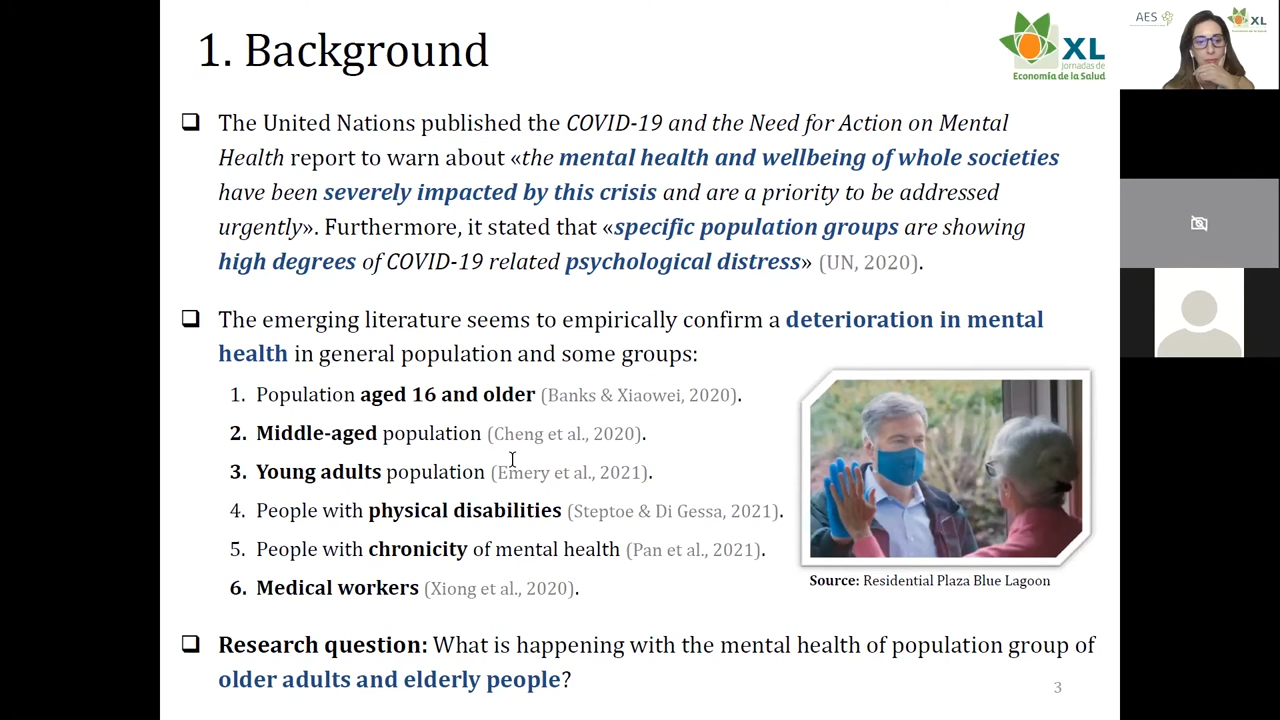 1. Background
XL
Jornadas de
Economía de la Salud
AES
XL
The United Nations published the COVID-19 and the Need for Action on Mental
Health report to warn about «the mental health and wellbeing of whole societies
have been severely impacted by this crisis and are a priority to be addressed
urgently». Furthermore, it stated that «specific population groups are showing
high degrees of COVID-19 related psychological distress» (UN, 2020).
The emerging literature seems to empirically confirm a deterioration in mental
health in general population and some groups:
1. Population aged 16 and older (Banks & Xiaowei, 2020).
2. Middle-aged population (Cheng et al., 2020).
3. Young adults population (Emery et al., 2021).
4. People with physical disabilities (Steptoe & Di Gessa, 2021).
5. People with chronicity of mental health (Pan et al., 2021).
6. Medical workers (Xiong et al., 2020).
Source: Residential Plaza Blue Lagoon
Research question: What is happening with the mental health of population group of
older adults and elderly people?
3